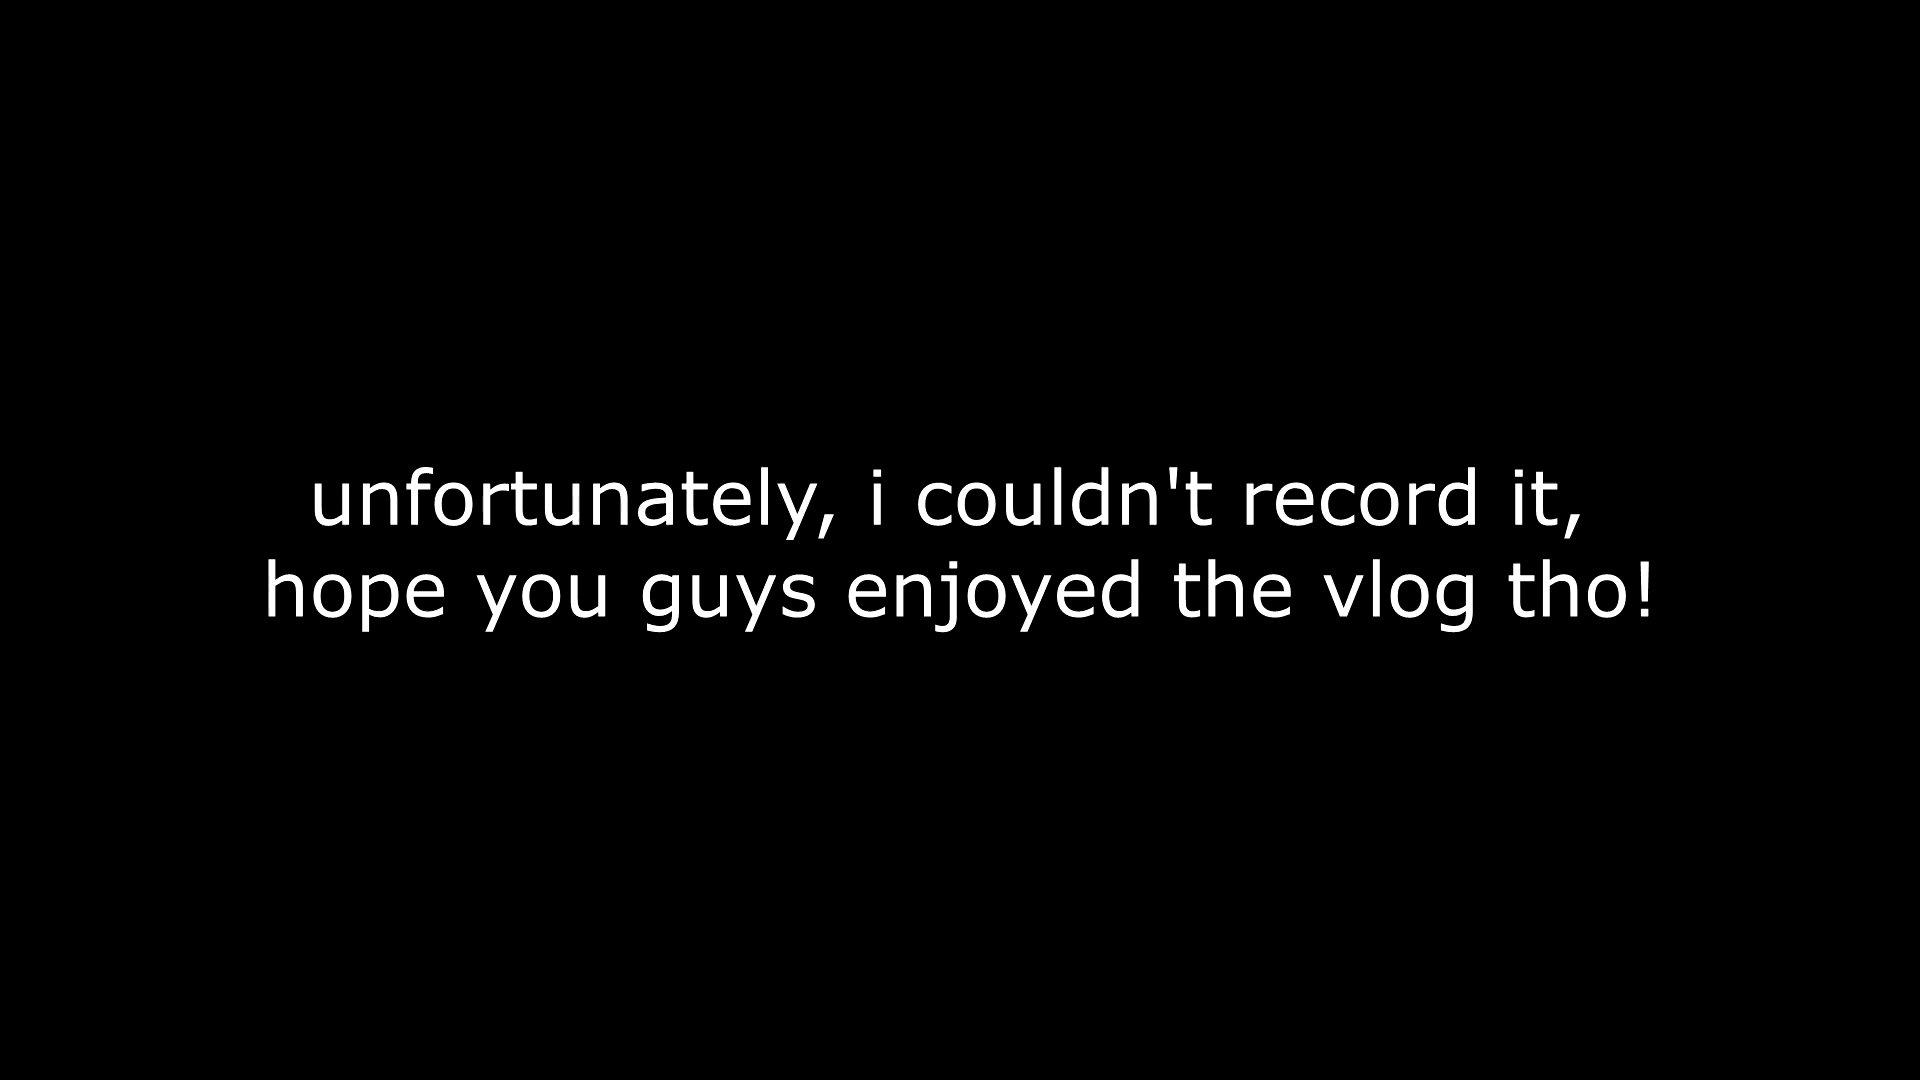 unfortunately, i couldn't record it,
hope you guys enjoyed the vlog tho!